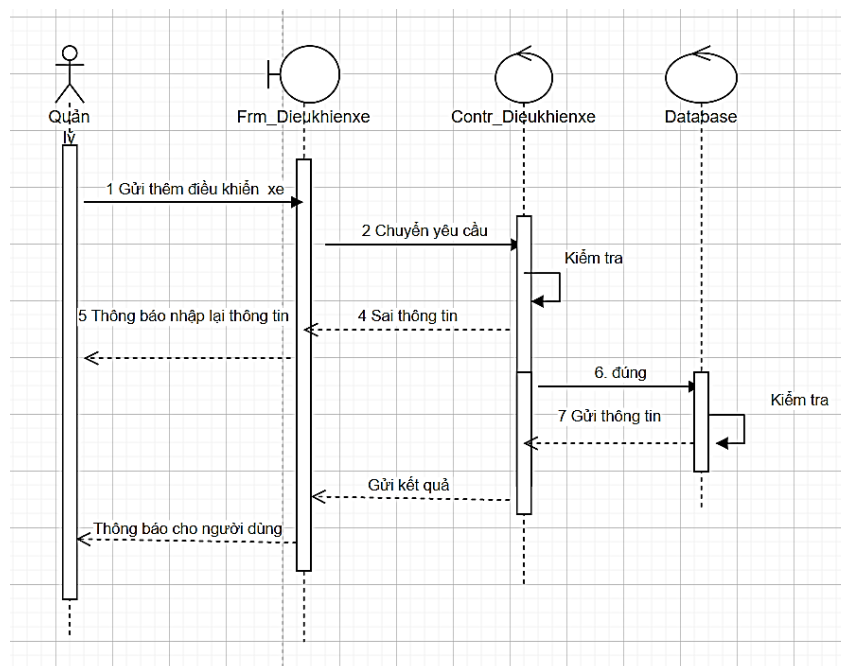 Quản
lý
Frm_Dieukhienxe
Contr_Dieukhienxe
Database
1 Gửi thêm điều khiển xe
2 Chuyển yêu cầu
Kiểm tra
5 Thông báo nhập lại thông tin
4 Sai thông tin
6. đúng
Kiểm tra
7 Gửi thông tin
Gửi kết quả
Thông báo cho người dùng